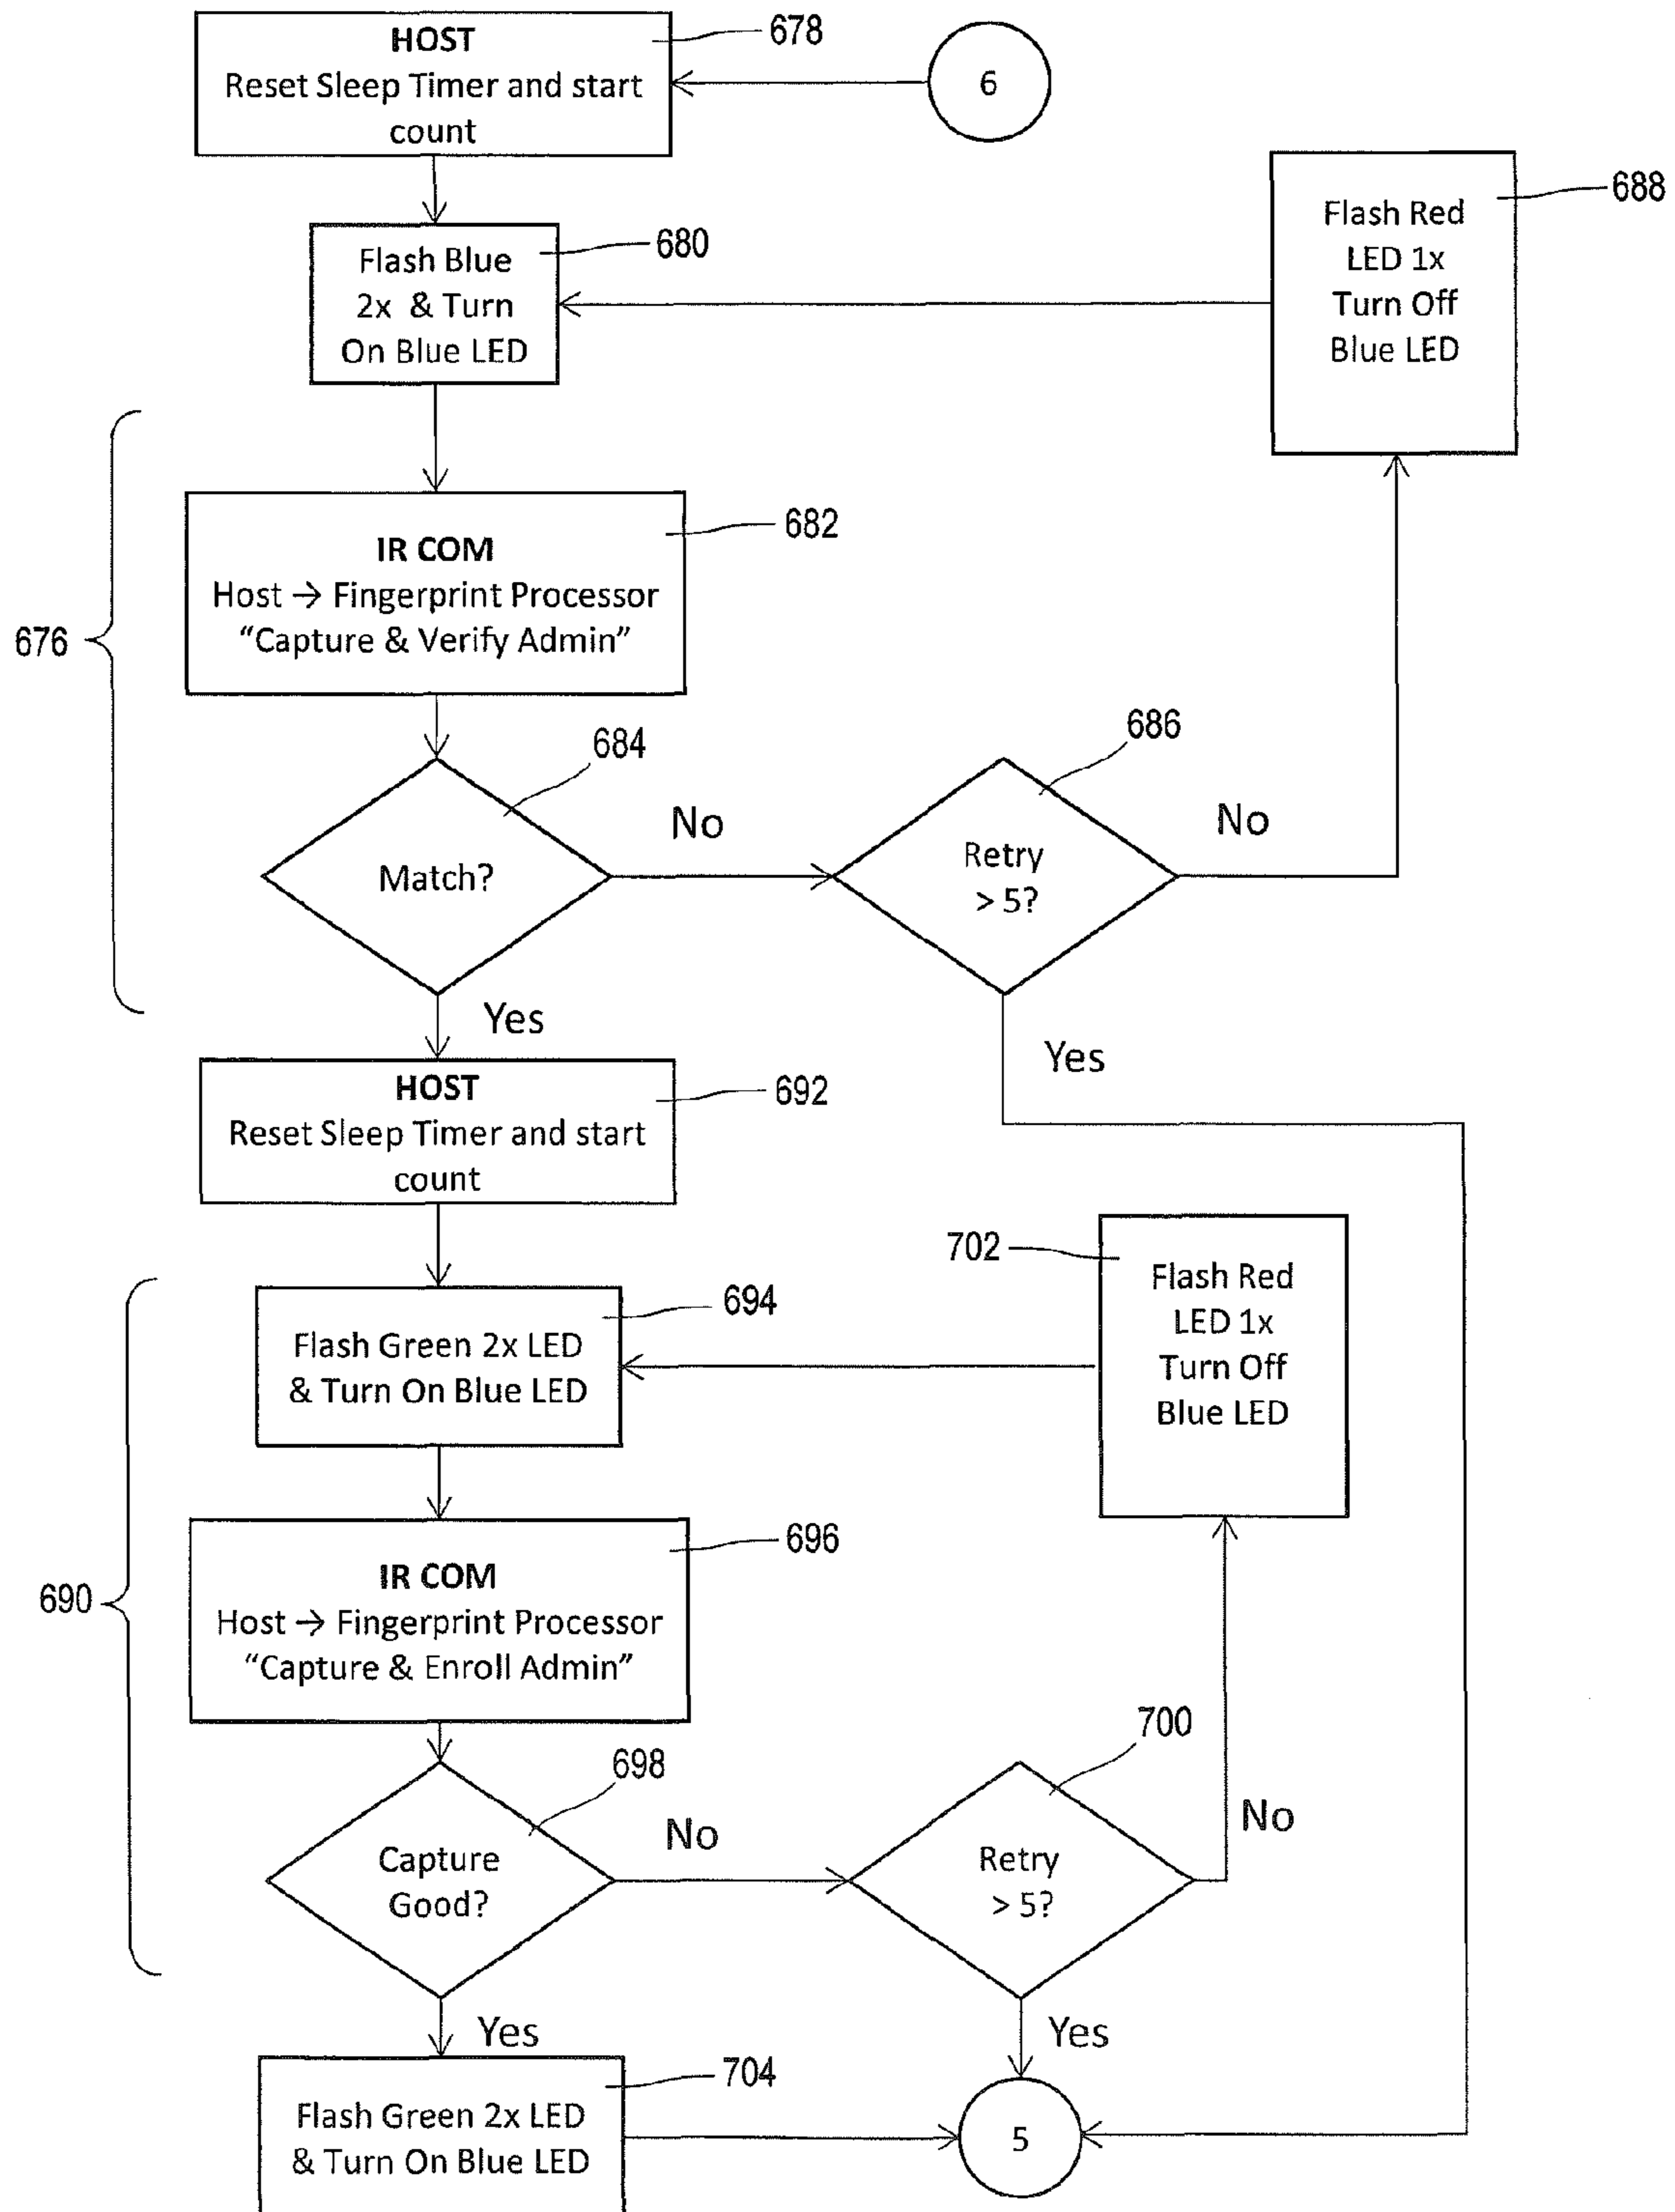 HOST
Reset Sleep Timer and start
count
678
6
Flash Blue
2x & Turn
On Blue LED
680
Flash Red
LED 1x
Turn Off
Blue LED
688
676
IR COM
Host → Fingerprint Processor
“Capture & Verify Admin”
682
Match?
684
No
Retry
> 5?
686
No
Yes
Yes
HOST
Reset Sleep Timer and start
count
692
690
Flash Green 2x LED
& Turn On Blue LED
694
702
Flash Red
LED 1x
Turn Off
Blue LED
IR COM
Host → Fingerprint Processor
“Capture & Enroll Admin”
696
Capture
Good?
698
No
Retry
> 5?
700
No
Yes
Yes
Flash Green 2x LED
& Turn On Blue LED
704
5